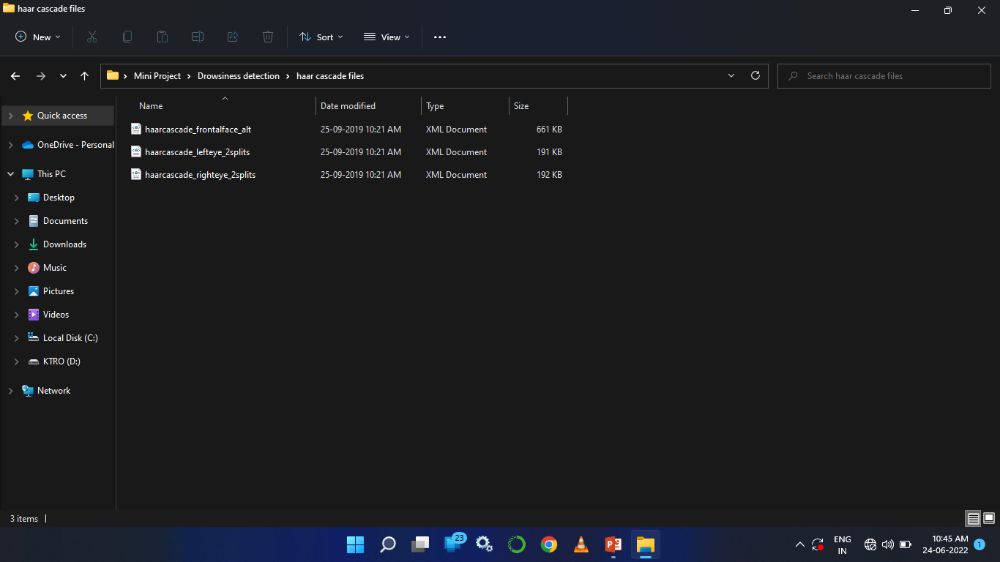 haar cascade files
New
Sort
View
Mini Project > Drowsiness detection > haar cascade files
Search haar cascade files
Name Date modified Type Size
haarcascade_frontalface_alt 25-09-2019 10:21 AM XML Document 661 KB
haarcascade_lefteye_2splits 25-09-2019 10:21 AM XML Document 191 KB
haarcascade_righteye_2splits 25-09-2019 10:21 AM XML Document 192 KB
Quick access
OneDrive - Personal
This PC
Desktop
Documents
Downloads
Music
Pictures
Videos
Local Disk (C:)
KTRO (D:)
Network
3 items
23
ENG
IN
10:45 AM
24-06-2022
1